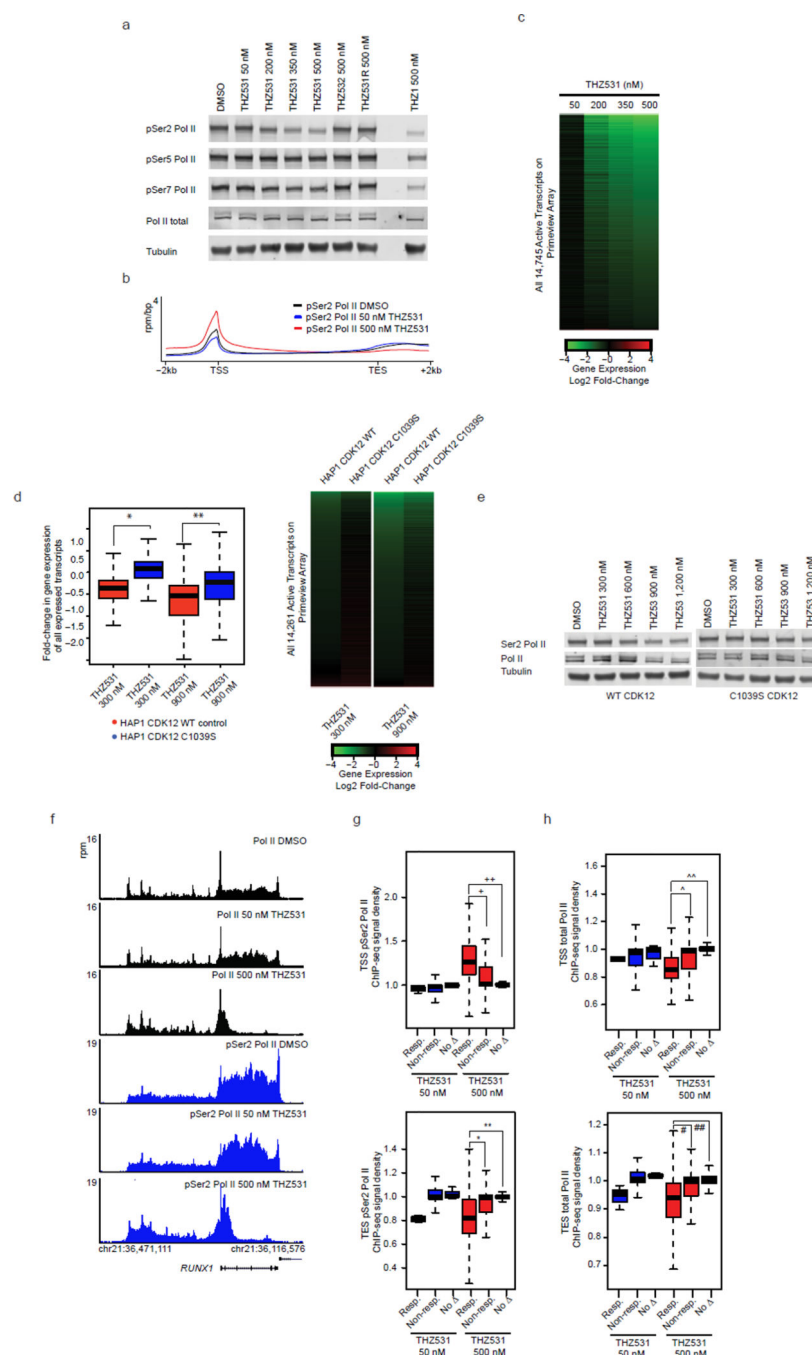 a
DMSO
THZ531 50 nM
THZ531 200 nM
THZ531 350 nM
THZ531 500 nM
THZ532 500 nM
THZ531R 500 nM
THZ1 500 nM
pSer2 Pol II
pSer5 Pol II
pSer7 Pol II
Pol II total
Tubulin
b
4
rpm/bp
pSer2 Pol II DMSO
pSer2 Pol II 50 nM THZ531
pSer2 Pol II 500 nM THZ531
−2kb TSS TES +2kb
c
THZ531 (nM)
50 200 350 500
All 14,745 Active Transcripts on
Primeview Array
−4 −2 0 2 4
Gene Expression
Log2 Fold-Change
d
Fold-change in gene expression
of all expressed transcripts
1.0
0.5
0.0
−0.5
−1.0
−1.5
−2.0
*
**
THZ531
300 nM
THZ531
300 nM
THZ531
900 nM
THZ531
900 nM
HAP1 CDK12 WT control
HAP1 CDK12 C1039S
HAP1 CDK12 WT
HAP1 CDK12 C1039S
HAP1 CDK12 WT
HAP1 CDK12 C1039S
All 14,261 Active Transcripts on
Primeview Array
THZ531
300 nM
THZ531
900 nM
−4 −2 0 2 4
Gene Expression
Log2 Fold-Change
e
DMSO
THZ531 300 nM
THZ531 600 nM
THZ53 900 nM
THZ53 1,200 nM
DMSO
THZ531 300 nM
THZ531 600 nM
THZ53 900 nM
THZ53 1,200 nM
Ser2 Pol II
Pol II
Tubulin
WT CDK12
C1039S CDK12
f
16
rpm
Pol II DMSO
16
Pol II 50 nM THZ531
16
Pol II 500 nM THZ531
19
pSer2 Pol II DMSO
19
pSer2 Pol II 50 nM THZ531
19
pSer2 Pol II 500 nM THZ531
chr21:36,471,111 chr21:36,116,576
RUNX1
g
TSS pSer2 Pol II
ChIP-seq signal density
2.0
1.5
1.0
+
++
Resp.
Non-resp.
No Δ
Resp.
Non-resp.
No Δ
THZ531
50 nM
THZ531
500 nM
TES pSer2 Pol II
ChIP-seq signal density
1.4
1.2
1.0
0.8
0.6
0.4
*
**
Resp.
Non-resp.
No Δ
Resp.
Non-resp.
No Δ
THZ531
50 nM
THZ531
500 nM
h
TSS total Pol II
ChIP-seq signal density
1.6
1.4
1.2
1.0
0.8
0.6
^
^^
Resp.
Non-resp.
No Δ
Resp.
Non-resp.
No Δ
THZ531
50 nM
THZ531
500 nM
TES total Pol II
ChIP-seq signal density
1.2
1.1
1.0
0.9
0.8
0.7
#
##
Resp.
Non-resp.
No Δ
Resp.
Non-resp.
No Δ
THZ531
50 nM
THZ531
500 nM